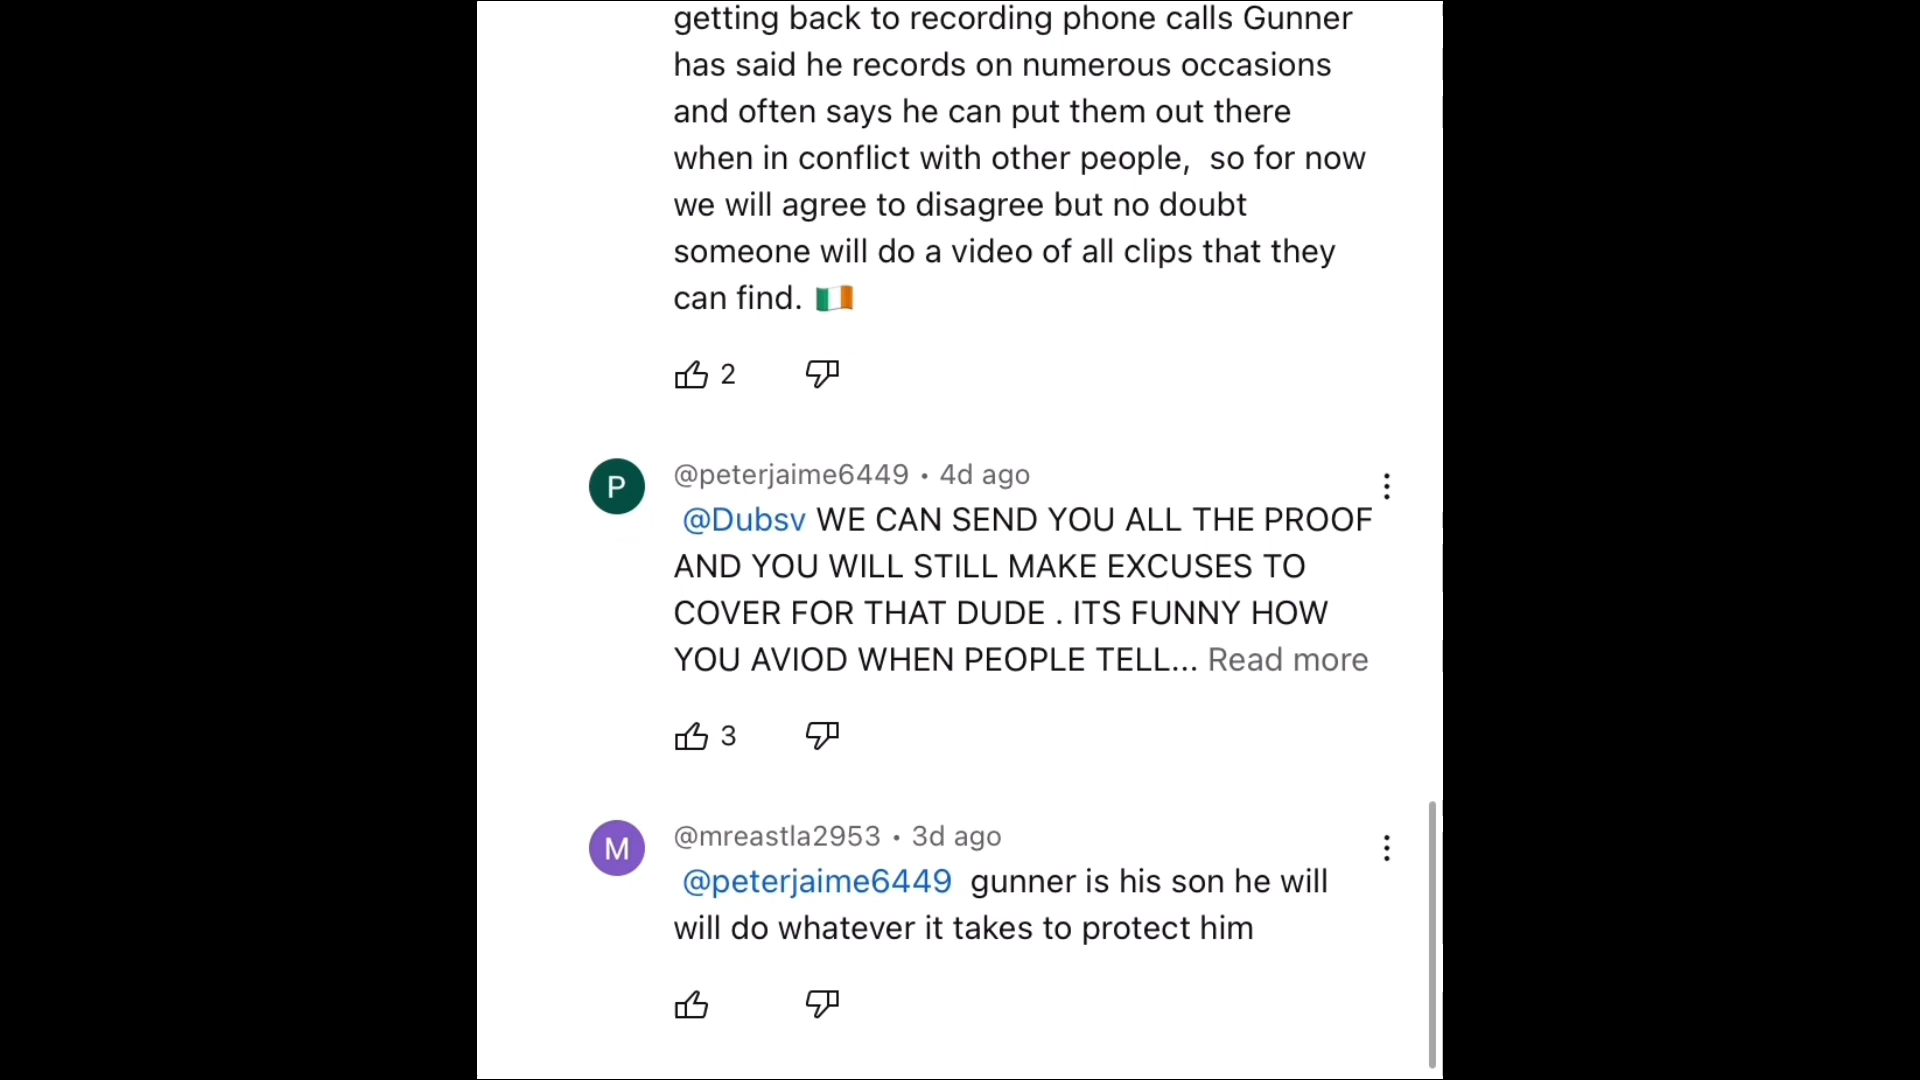 getting back to recording phone calls Gunner
has said he records on numerous occasions
and often says he can put them out there
when in conflict with other people,  so for now
we will agree to disagree but no doubt
someone will do a video of all clips that they
can find. 🇮🇪
2
P
@peterjaime6449 • 4d ago
@Dubsv WE CAN SEND YOU ALL THE PROOF
AND YOU WILL STILL MAKE EXCUSES TO
COVER FOR THAT DUDE . ITS FUNNY HOW
YOU AVIOD WHEN PEOPLE TELL... Read more
3
M
@mreastla2953 • 3d ago
@peterjaime6449  gunner is his son he will
will do whatever it takes to protect him